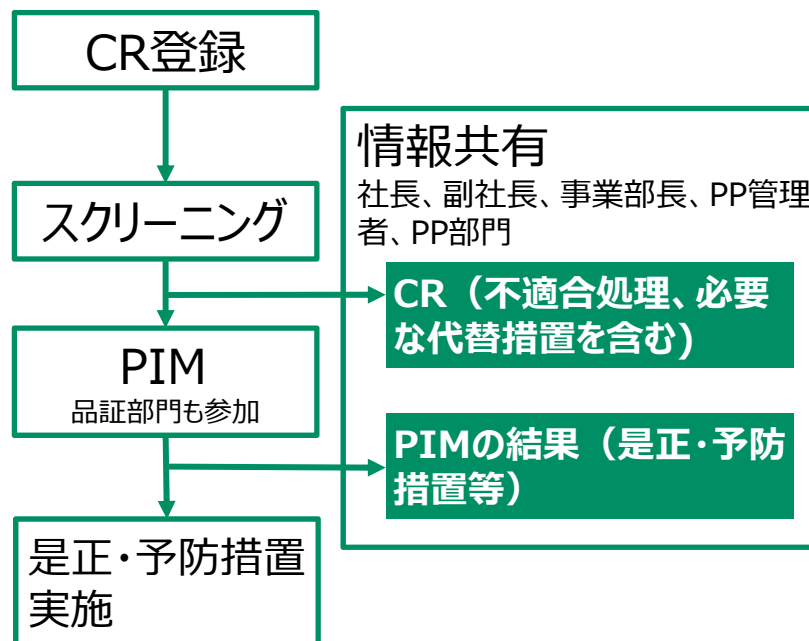 CR登録
スクリーニング
PIM
品証部門も参加
是正・予防措置
実施
情報共有
社長、副社長、事業部長、PP管理
者、PP部門
CR（不適合処理、必要
な代替措置を含む)
PIMの結果（是正・予防
措置等）